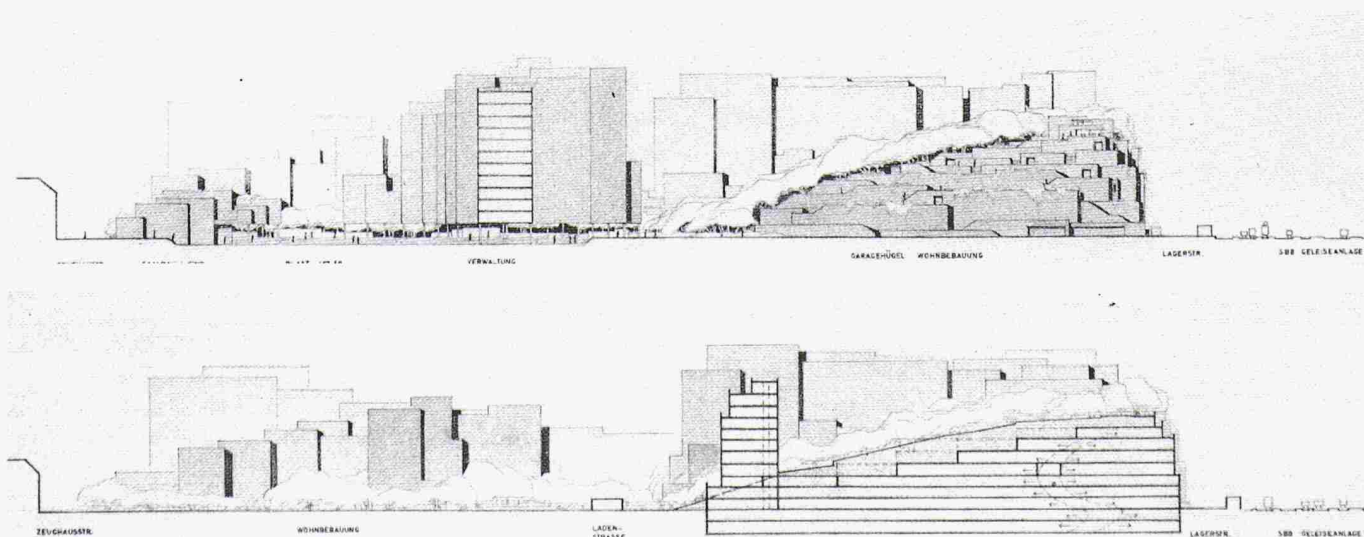 VERWALTUNG
GARAGEHÜGEL WOHNBEBAUUNG
LAGERSTR.
SBB GELEISEANLAGE
ZEUGHAUSSTR.
WOHNBEBAUUNG
LADEN-
STRASSE
LAGERSTR.
SBB GELEISEANLAGE